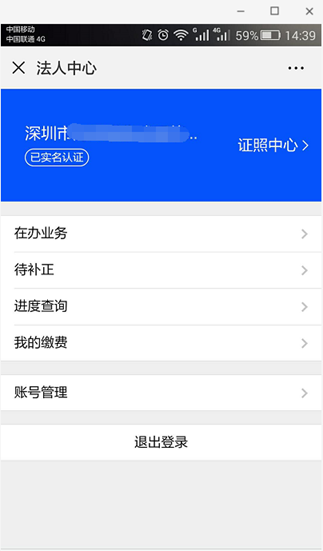 中国移动
中国联通 4G
G 4G 59% 14:39
法人中心
深圳市
..
已实名认证
证照中心
在办业务
待补正
进度查询
我的缴费
账号管理
退出登录